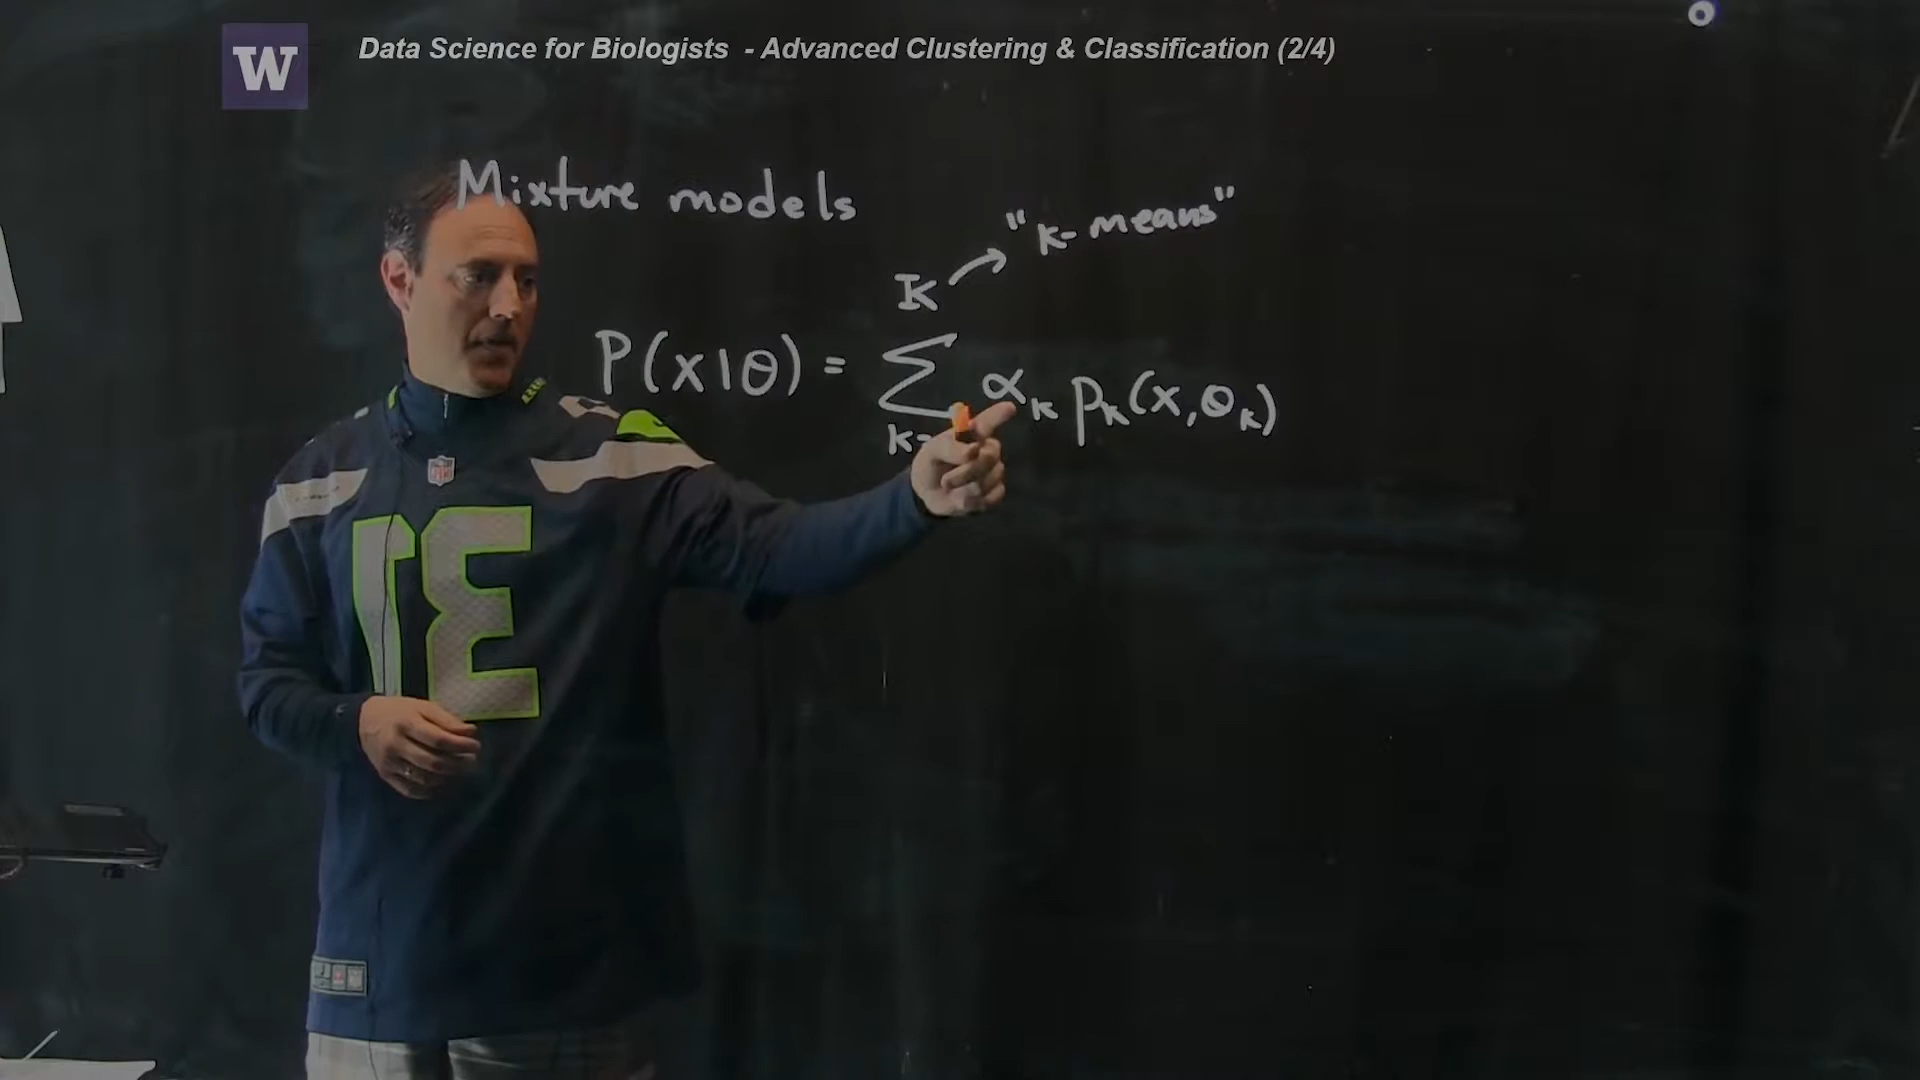 W
Data Science for Biologists - Advanced Clustering & Classification (2/4)
Mixture models
K → "k-means"
P(x|θ) = Σ αₖ pₖ(x, θₖ)
k=
31